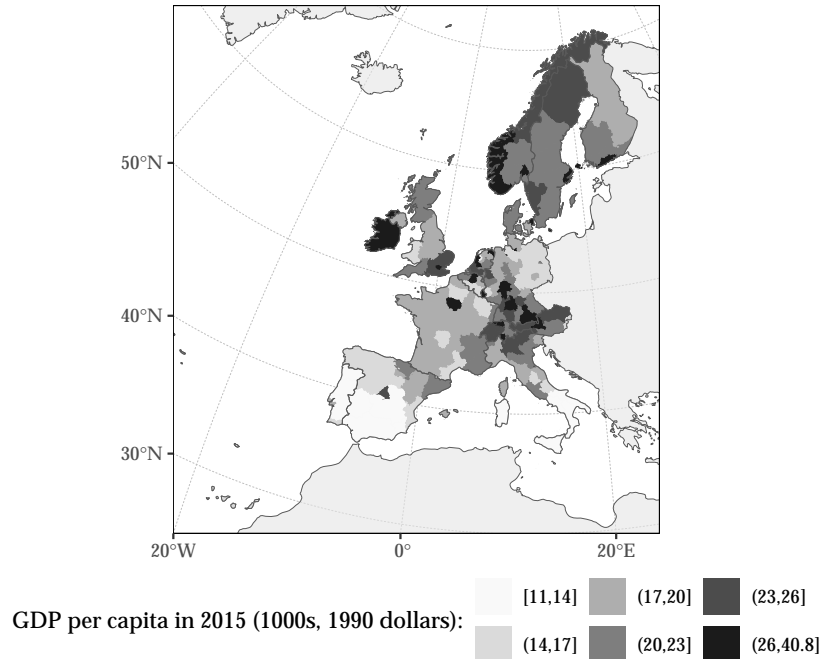 50°N
40°N
30°N
20°W
0°
20°E
GDP per capita in 2015 (1000s, 1990 dollars):
[11,14]
(17,20]
(23,26]
(14,17]
(20,23]
(26,40.8]